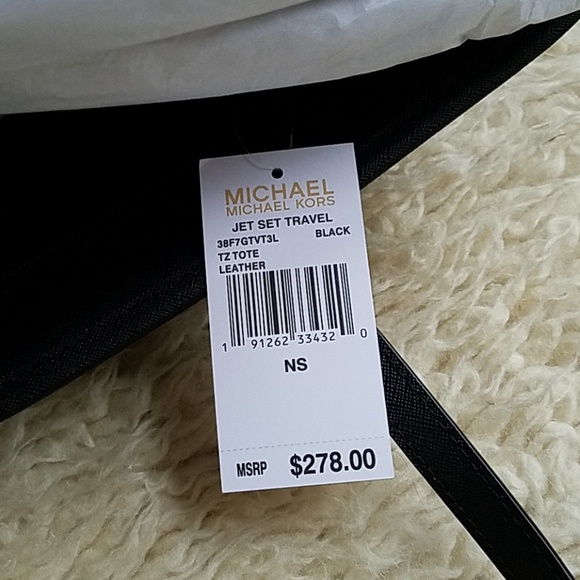 MICHAEL
MICHAEL KORS
JET SET TRAVEL
38F7GTVT3L BLACK
TZ TOTE
LEATHER
1 91262 33432 0
NS
MSRP $278.00